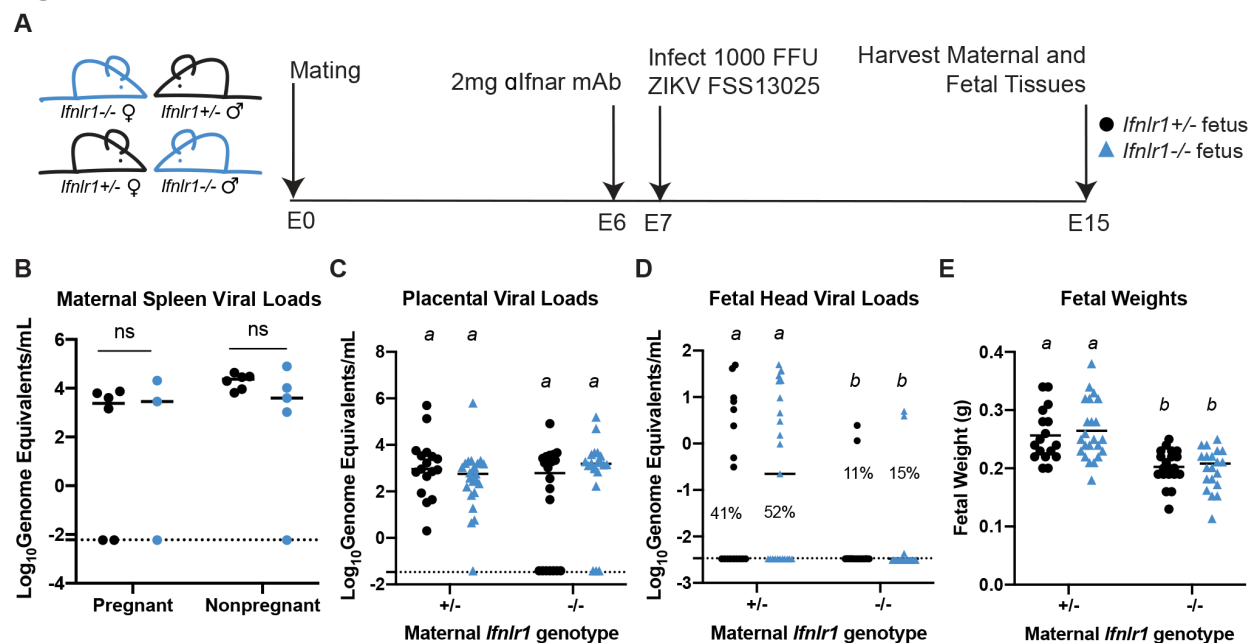 A
Mating
2mg αIfnar mAb
Infect 1000 FFU
ZIKV FSS13025
Harvest Maternal and
Fetal Tissues
Ifnlr1-/- ♀
Ifnlr1+/- ♂
Ifnlr1+/- ♀
Ifnlr1-/- ♂
Ifnlr1+/- fetus
Ifnlr1-/- fetus
E0
E6
E7
E15
B
Maternal Spleen Viral Loads
Log10Genome Equivalents/mL
6
4
2
0
-2
-4
ns
ns
Pregnant
Nonpregnant
C
Placental Viral Loads
Log10Genome Equivalents/mL
8
6
4
2
0
-2
a
a
a
a
+/-
-/-
Maternal Ifnlr1 genotype
D
Fetal Head Viral Loads
Log10Genome Equivalents/mL
2
1
0
-1
-2
-3
a
a
b
b
41%
52%
11%
15%
+/-
-/-
Maternal Ifnlr1 genotype
E
Fetal Weights
Fetal Weight (g)
0.4
0.3
0.2
0.1
0.0
a
a
b
b
+/-
-/-
Maternal Ifnlr1 genotype